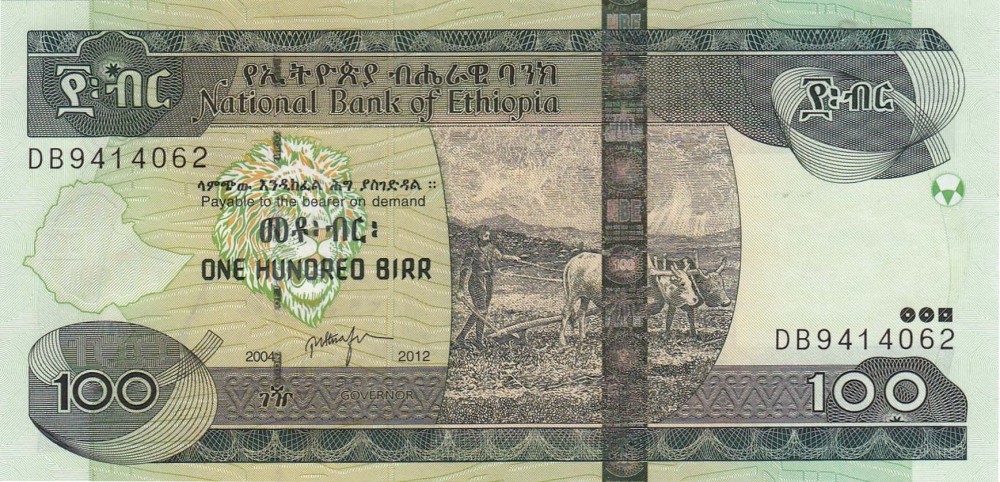 ፻፡ብር
የኢትዮጵያ ብሔራዊ ባንክ
National Bank of Ethiopia
፻፡ብር
DB9414062
ላምጭው እንዲከፈል ሕግ ያስገድዳል ።
Payable to the bearer on demand
መቶ፡ብር፡
ONE HUNDRED BIRR
NBE
DB9414062
2004
2012
100
ገዥ
GOVERNOR
100